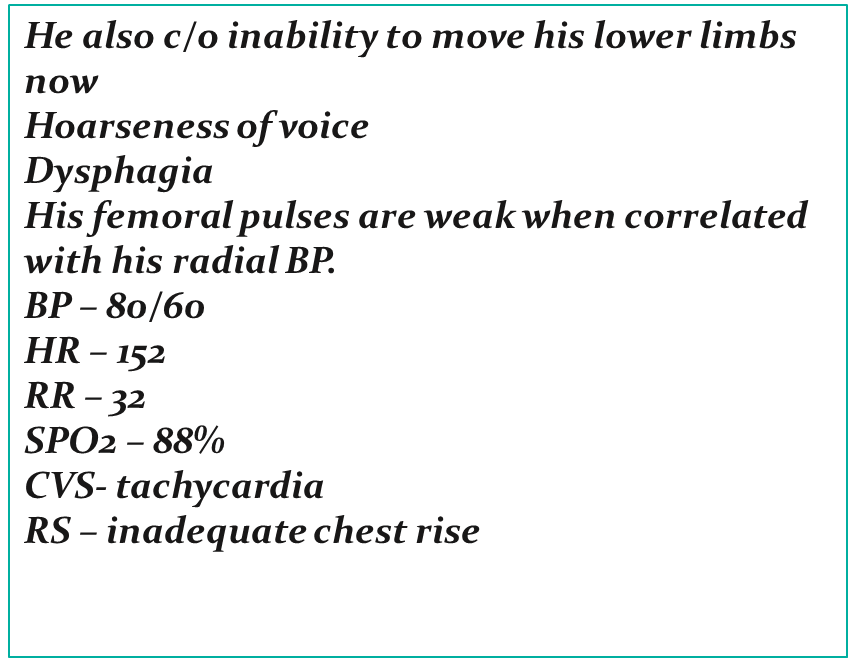 He also c/o inability to move his lower limbs
now
Hoarseness of voice
Dysphagia
His femoral pulses are weak when correlated
with his radial BP.
BP – 80/60
HR – 152
RR – 32
SPO2 – 88%
CVS- tachycardia
RS – inadequate chest rise